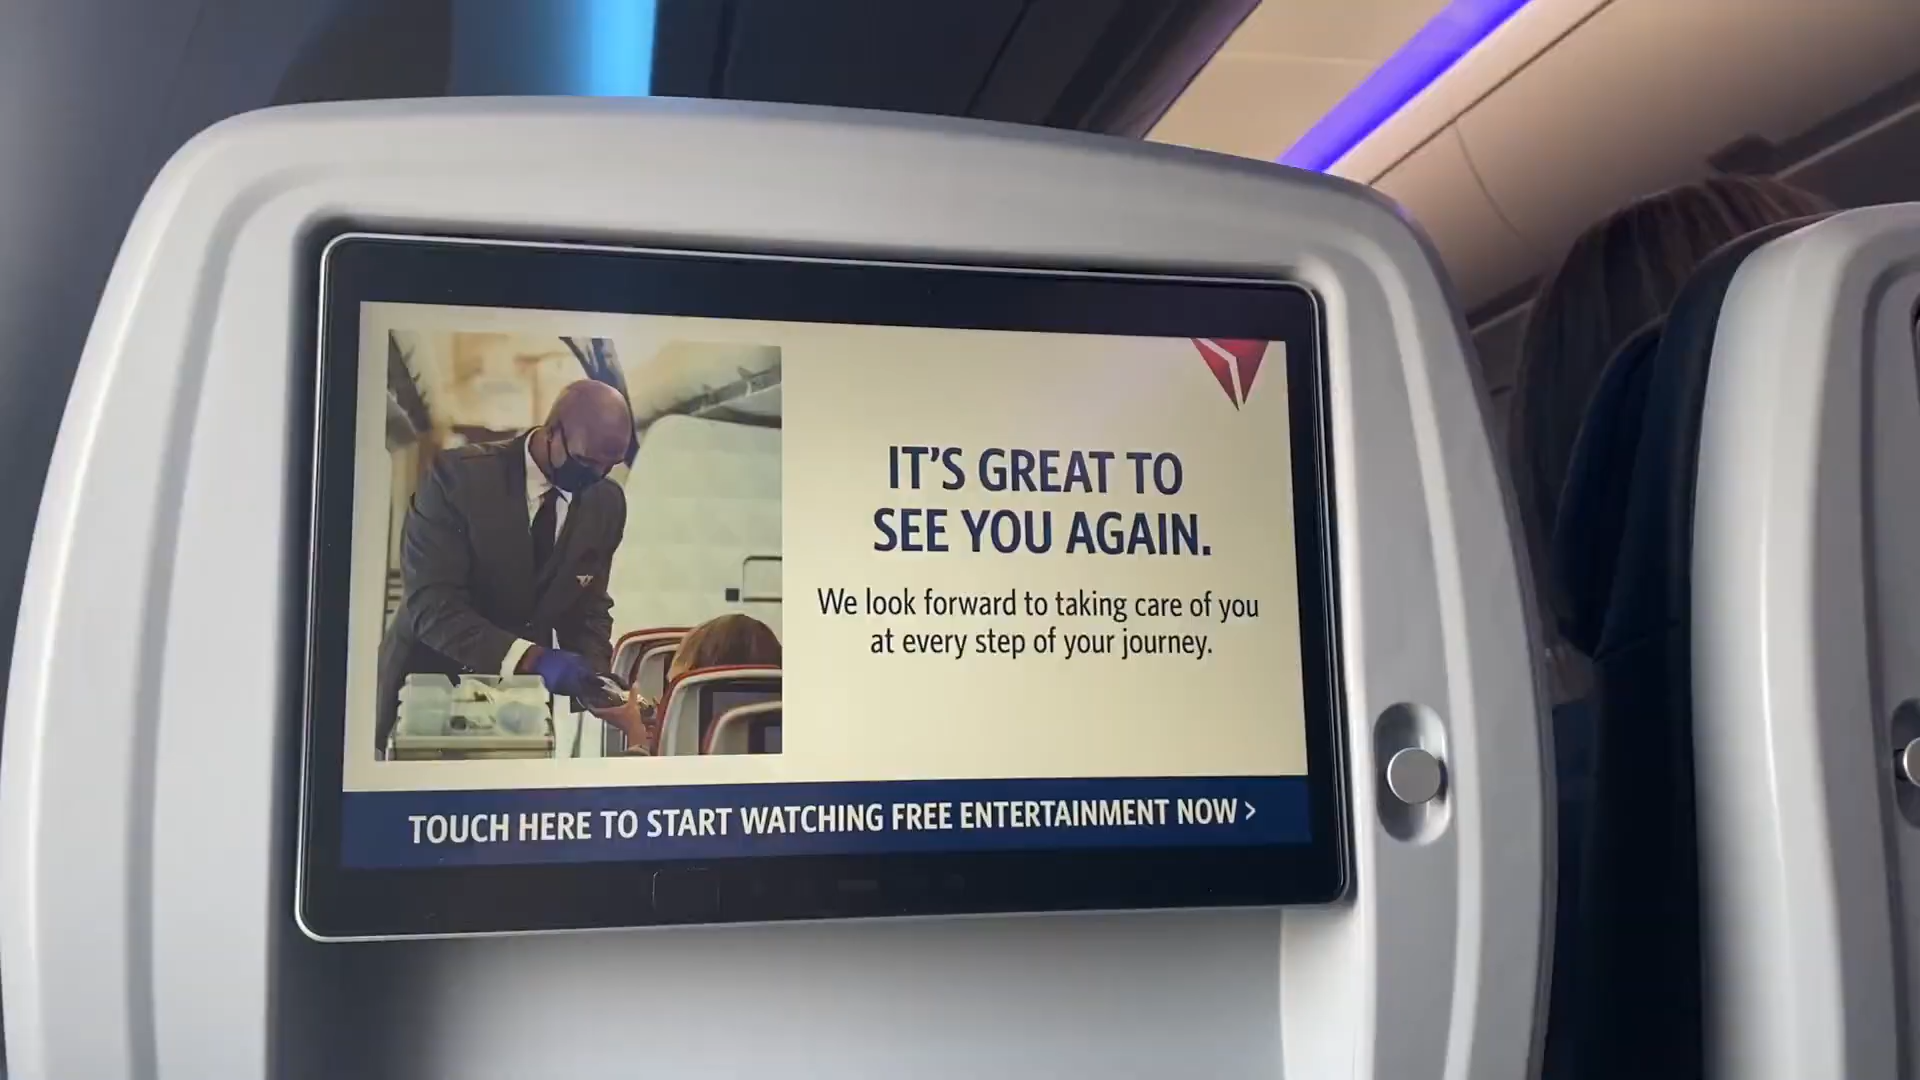 IT'S GREAT TO
SEE YOU AGAIN.
We look forward to taking care of you
at every step of your journey.
TOUCH HERE TO START WATCHING FREE ENTERTAINMENT NOW >